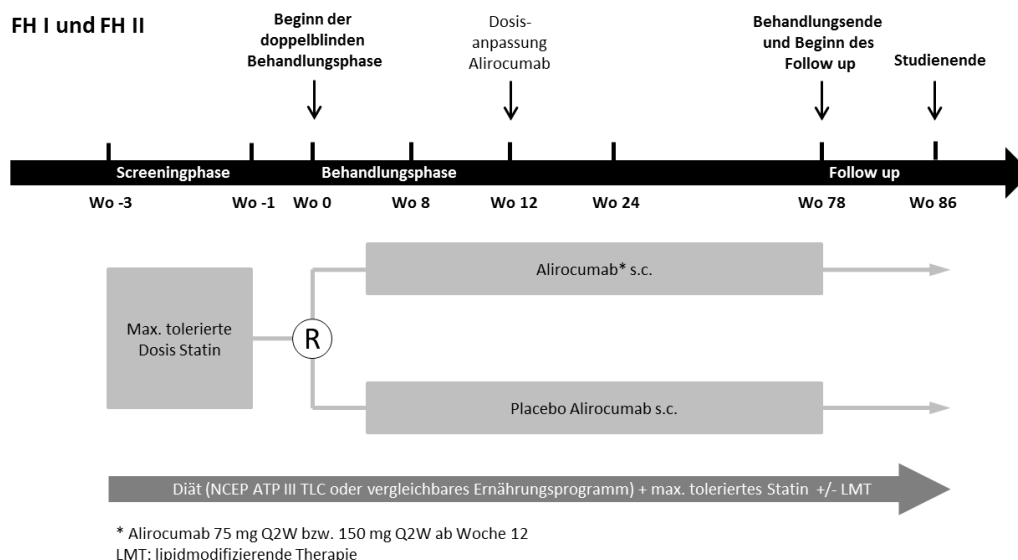 FH I und FH II
Beginn der
doppelblinden
Behandlungsphase
Dosis-
anpassung
Alirocumab
Behandlungsende
und Beginn des
Follow up
Studienende
Screeningphase
Behandlungsphase
Follow up
Wo -3
Wo -1
Wo 0
Wo 8
Wo 12
Wo 24
Wo 78
Wo 86
Alirocumab* s.c.
Max. tolerierte
Dosis Statin
R
Placebo Alirocumab s.c.
Diät (NCEP ATP III TLC oder vergleichbares Ernährungsprogramm) + max. toleriertes Statin +/- LMT
* Alirocumab 75 mg Q2W bzw. 150 mg Q2W ab Woche 12
LMT: lipidmodifizierende Therapie